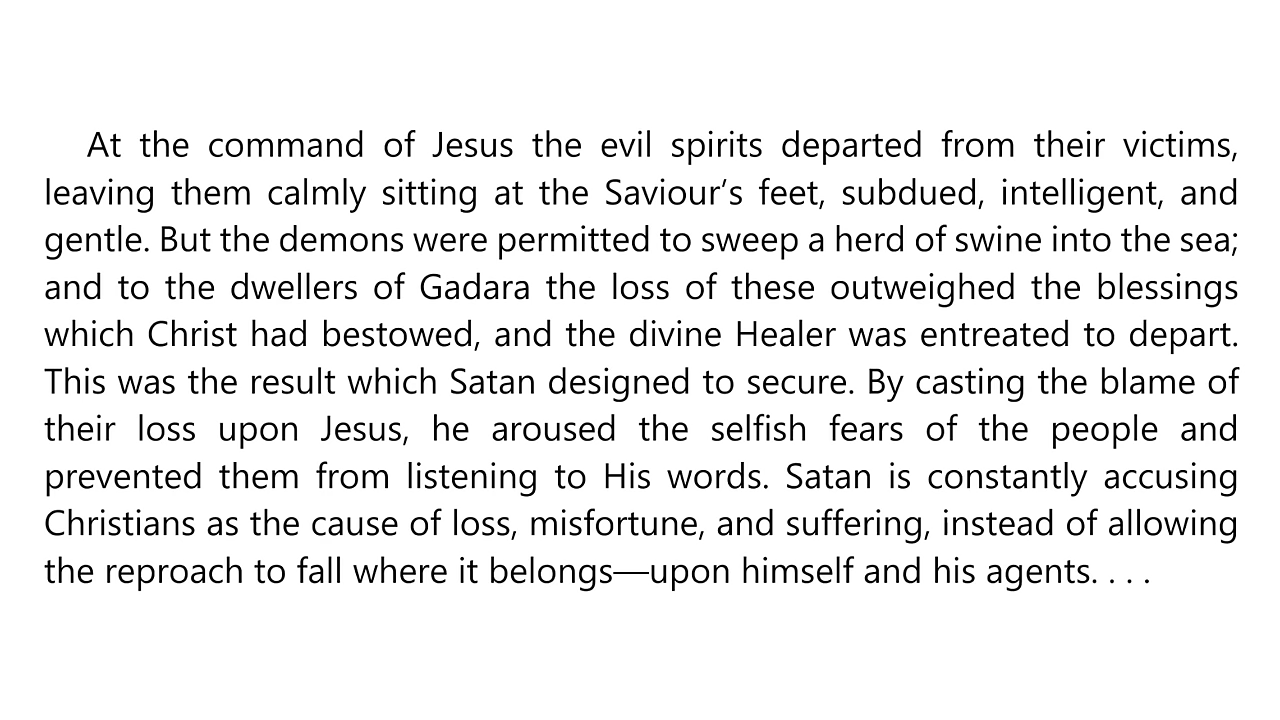 At the command of Jesus the evil spirits departed from their victims,
leaving them calmly sitting at the Saviour’s feet, subdued, intelligent, and
gentle. But the demons were permitted to sweep a herd of swine into the sea;
and to the dwellers of Gadara the loss of these outweighed the blessings
which Christ had bestowed, and the divine Healer was entreated to depart.
This was the result which Satan designed to secure. By casting the blame of
their loss upon Jesus, he aroused the selfish fears of the people and
prevented them from listening to His words. Satan is constantly accusing
Christians as the cause of loss, misfortune, and suffering, instead of allowing
the reproach to fall where it belongs—upon himself and his agents. . . .